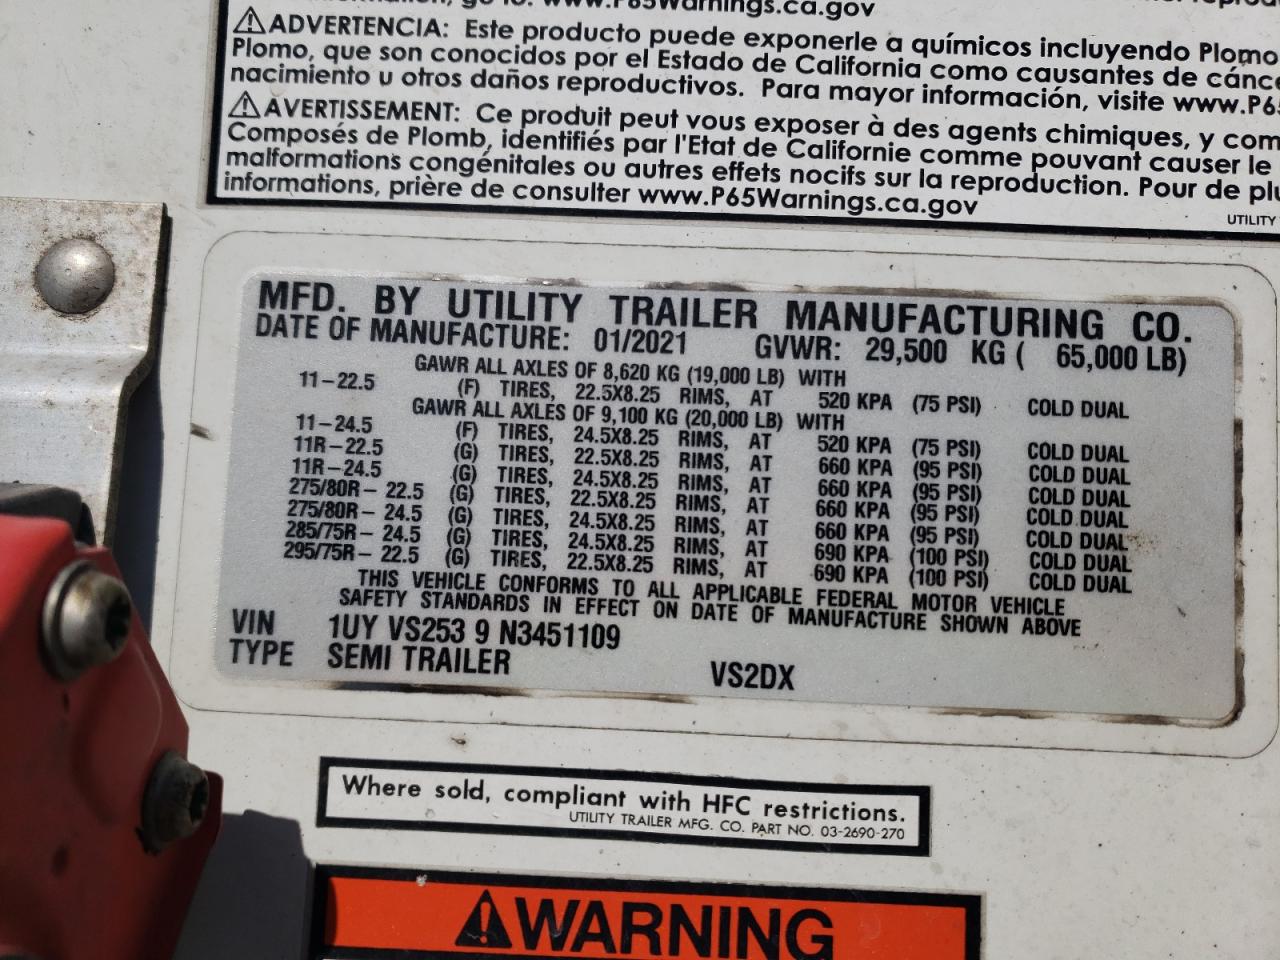 www.P65Warnings.ca.gov
⚠ADVERTENCIA: Este producto puede exponerle a químicos incluyendo Plomo
Plomo, que son conocidos por el Estado de California como causantes de
nacimiento u otros daños reproductivos. Para mayor información, visite
⚠AVERTISSEMENT: Ce produit peut vous exposer à des agents chimiques, y
Composés de Plomb, identifiés par l'Etat de Californie comme pouvant causer le
malformations congénitales ou autres effets nocifs sur la reproduction. Pour de
informations, prière de consulter www.P65Warnings.ca.gov
UTILITY
MFD. BY UTILITY TRAILER MANUFACTURING CO.
DATE OF MANUFACTURE: 01/2021 GVWR: 29,500 KG ( 65,000 LB)
GAWR ALL AXLES OF 8,620 KG (19,000 LB) WITH
11-22.5 (F) TIRES, 22.5X8.25 RIMS, AT 520 KPA (75 PSI) COLD DUAL
GAWR ALL AXLES OF 9,100 KG (20,000 LB) WITH
11-24.5 (F) TIRES, 24.5X8.25 RIMS, AT 520 KPA (75 PSI) COLD DUAL
11R-22.5 (G) TIRES, 22.5X8.25 RIMS, AT 660 KPA (95 PSI) COLD DUAL
11R-24.5 (G) TIRES, 24.5X8.25 RIMS, AT 660 KPA (95 PSI) COLD DUAL
275/80R-22.5 (G) TIRES, 22.5X8.25 RIMS, AT 660 KPA (95 PSI) COLD DUAL
275/80R-24.5 (G) TIRES, 24.5X8.25 RIMS, AT 660 KPA (95 PSI) COLD DUAL
285/75R-24.5 (G) TIRES, 24.5X8.25 RIMS, AT 690 KPA (100 PSI) COLD DUAL
295/75R-22.5 (G) TIRES, 22.5X8.25 RIMS, AT 690 KPA (100 PSI) COLD DUAL
THIS VEHICLE CONFORMS TO ALL APPLICABLE FEDERAL MOTOR VEHICLE
SAFETY STANDARDS IN EFFECT ON DATE OF MANUFACTURE SHOWN ABOVE
VIN 1UY VS253 9 N3451109
TYPE SEMI TRAILER VS2DX
Where sold, compliant with HFC restrictions.
UTILITY TRAILER MFG. CO. PART NO. 03-2690-270
⚠WARNING